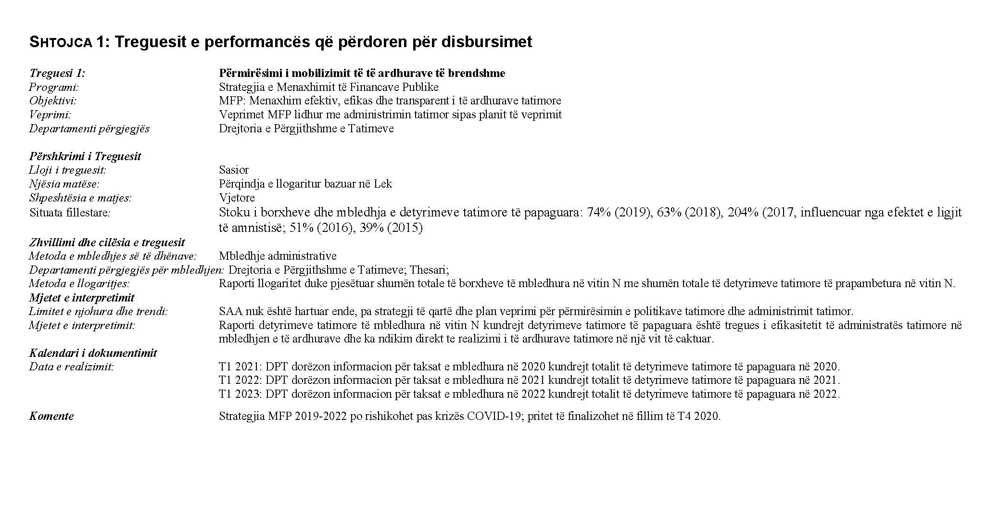 SHTOJCA 1: Treguesit e performancës që përdoren për disbursimet
Treguesi 1: Përmirësimi i mobilizimit të të ardhurave të brendshme
Programi: Strategjia e Menaxhimit të Financave Publike
Objektivi: MFP: Menaxhim efektiv, efikas dhe transparent i të ardhurave tatimore
Veprimi: Veprimet MFP lidhur me administrimin tatimor sipas planit të veprimit
Departamenti përgjegjës Drejtoria e Përgjithshme e Tatimeve
Përshkrimi i Treguesit
Lloji i treguesit: Sasior
Njësia matëse: Përqindja e llogaritur bazuar në Lek
Shpeshtësia e matjes: Vjetore
Situata fillestare: Stoku i borxheve dhe mbledhja e detyrimeve tatimore të papaguara: 74% (2019), 63% (2018), 204% (2017, influencuar nga efektet e ligjit
të amnistisë; 51% (2016), 39% (2015)
Zhvillimi dhe cilësia e treguesit
Metoda e mbledhjes së të dhënave: Mbledhje administrative
Departamenti përgjegjës për mbledhjen: Drejtoria e Përgjithshme e Tatimeve; Thesari;
Metoda e llogaritjes: Raporti llogaritet duke pjesëtuar shumën totale të borxheve të mbledhura në vitin N me shumën totale të detyrimeve tatimore të prapambetura në vitin N.
Mjetet e interpretimit
Limitet e njohura dhe trendi: SAA nuk është hartuar ende, pa strategji të qartë dhe plan veprimi për përmirësimin e politikave tatimore dhe administrimit tatimor.
Mjetet e interpretimit: Raporti detyrimeve tatimore të mbledhura në vitin N kundrejt detyrimeve tatimore të papaguara është tregues i efikasitetit të administratës tatimore në
mbledhjen e të ardhurave dhe ka ndikim direkt te realizimi i të ardhurave tatimore në një vit të caktuar.
Kalendari i dokumentimit
Data e realizimit: T1 2021: DPT dorëzon informacion për taksat e mbledhura në 2020 kundrejt totalit të detyrimeve tatimore të papaguara në 2020.
T1 2022: DPT dorëzon informacion për taksat e mbledhura në 2021 kundrejt totalit të detyrimeve tatimore të papaguara në 2021.
T1 2023: DPT dorëzon informacion për taksat e mbledhura në 2022 kundrejt totalit të detyrimeve tatimore të papaguara në 2022.
Komente Strategjia MFP 2019-2022 po rishikohet pas krizës COVID-19; pritet të finalizohet në fillim të T4 2020.